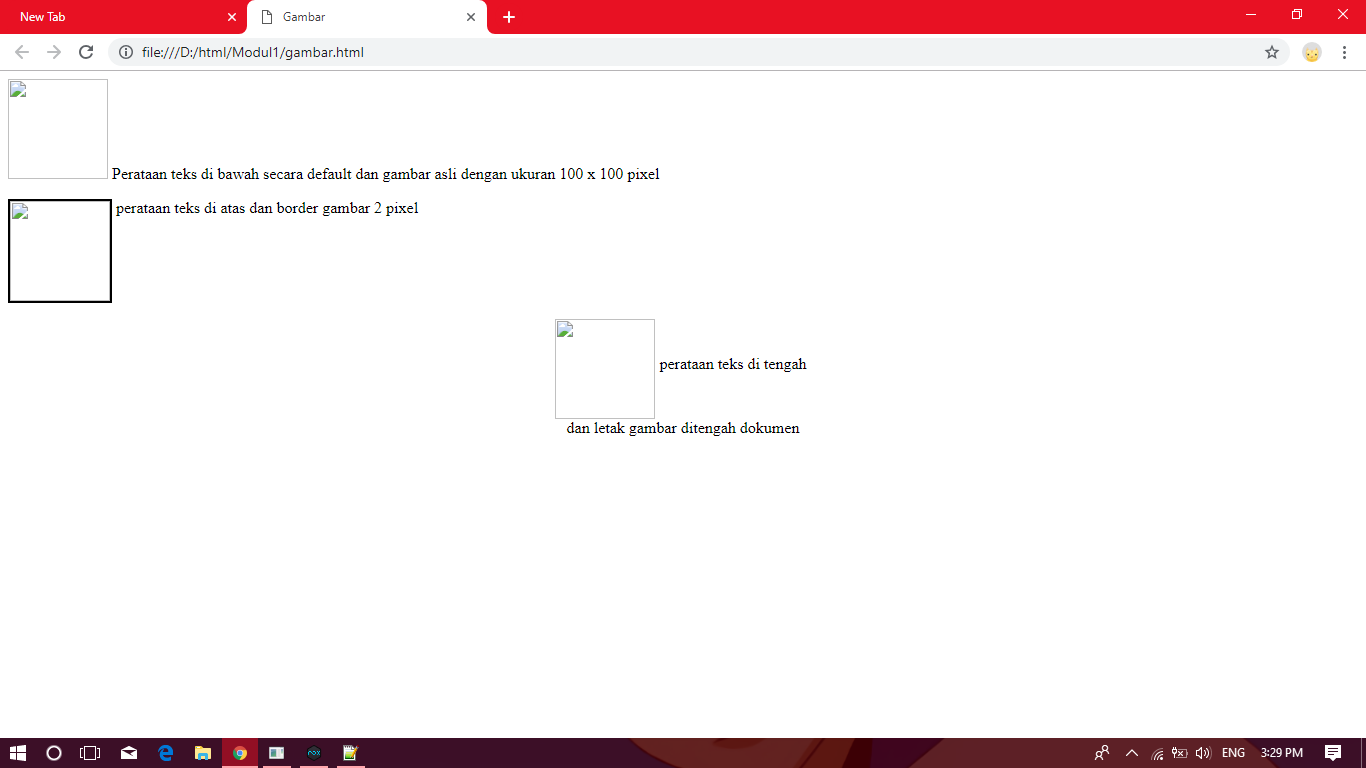 New Tab
Gambar
file:///D:/html/Modul1/gambar.html
Perataan teks di bawah secara default dan gambar asli dengan ukuran 100 x 100 pixel
perataan teks di atas dan border gambar 2 pixel
perataan teks di tengah
dan letak gambar ditengah dokumen
nox
ENG
3:29 PM